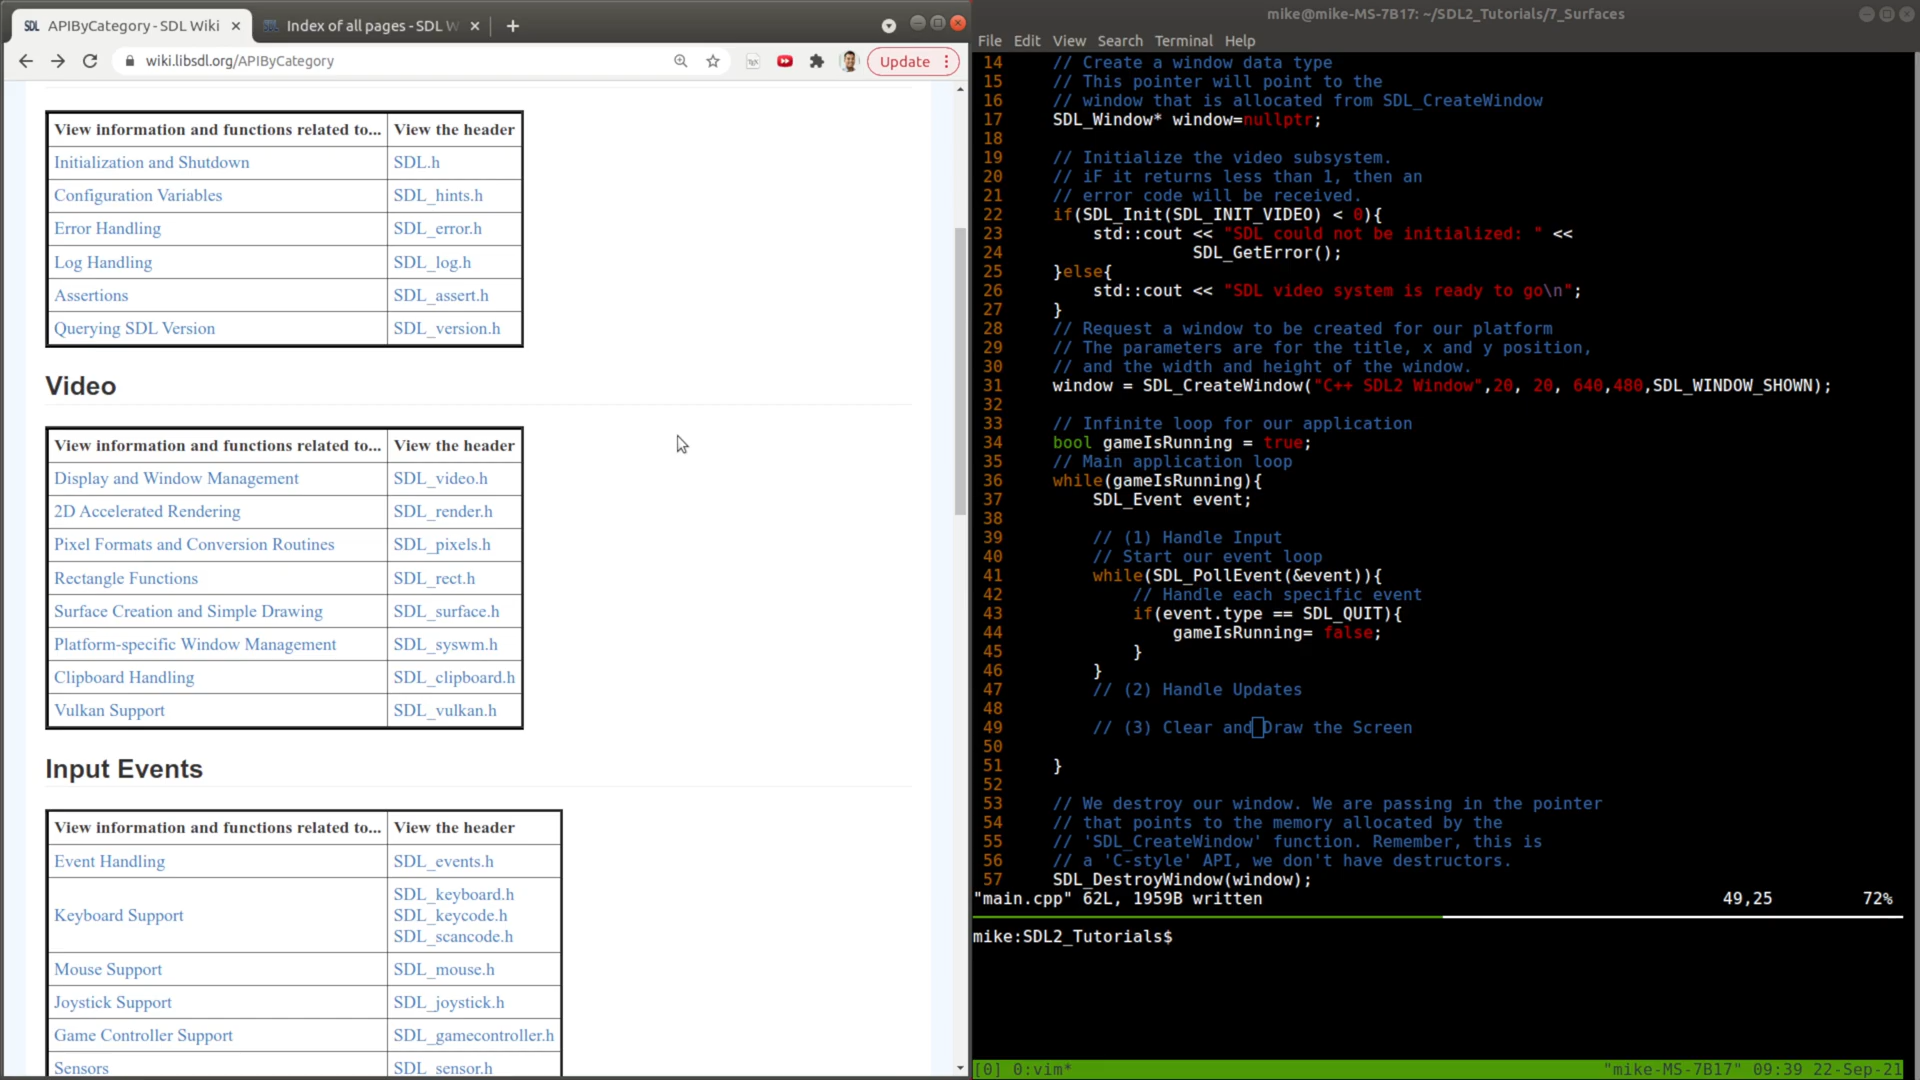 APIByCategory - SDL Wiki
Index of all pages - SDL W
wiki.libsdl.org/APIByCategory
Update
View information and functions related to... View the header
Initialization and Shutdown SDL.h
Configuration Variables SDL_hints.h
Error Handling SDL_error.h
Log Handling SDL_log.h
Assertions SDL_assert.h
Querying SDL Version SDL_version.h
Video
View information and functions related to... View the header
Display and Window Management SDL_video.h
2D Accelerated Rendering SDL_render.h
Pixel Formats and Conversion Routines SDL_pixels.h
Rectangle Functions SDL_rect.h
Surface Creation and Simple Drawing SDL_surface.h
Platform-specific Window Management SDL_syswm.h
Clipboard Handling SDL_clipboard.h
Vulkan Support SDL_vulkan.h
Input Events
View information and functions related to... View the header
Event Handling SDL_events.h
Keyboard Support SDL_keyboard.h
SDL_keycode.h
SDL_scancode.h
Mouse Support SDL_mouse.h
Joystick Support SDL_joystick.h
Game Controller Support SDL_gamecontroller.h
Sensors SDL_sensor.h
mike@mike-MS-7B17: ~/SDL2_Tutorials/7_Surfaces
File Edit View Search Terminal Help
14 // Create a window data type
15 // This pointer will point to the
16 // window that is allocated from SDL_CreateWindow
17 SDL_Window* window=nullptr;
18
19 // Initialize the video subsystem.
20 // iF it returns less than 1, then an
21 // error code will be received.
22 if(SDL_Init(SDL_INIT_VIDEO) < 0){
23 std::cout << "SDL could not be initialized: " <<
24 SDL_GetError();
25 }else{
26 std::cout << "SDL video system is ready to go\n";
27 }
28 // Request a window to be created for our platform
29 // The parameters are for the title, x and y position,
30 // and the width and height of the window.
31 window = SDL_CreateWindow("C++ SDL2 Window",20, 20, 640,480,SDL_WINDOW_SHOWN);
32
33 // Infinite loop for our application
34 bool gameIsRunning = true;
35 // Main application loop
36 while(gameIsRunning){
37 SDL_Event event;
38
39 // (1) Handle Input
40 // Start our event loop
41 while(SDL_PollEvent(&event)){
42 // Handle each specific event
43 if(event.type == SDL_QUIT){
44 gameIsRunning= false;
45 }
46 }
47 // (2) Handle Updates
48
49 // (3) Clear and Draw the Screen
50
51 }
52
53 // We destroy our window. We are passing in the pointer
54 // that points to the memory allocated by the
55 // 'SDL_CreateWindow' function. Remember, this is
56 // a 'C-style' API, we don't have destructors.
57 SDL_DestroyWindow(window);
"main.cpp" 62L, 1959B written 49,25 72%
mike:SDL2_Tutorials$
[0] 0:vim* "mike-MS-7B17" 09:39 22-Sep-21